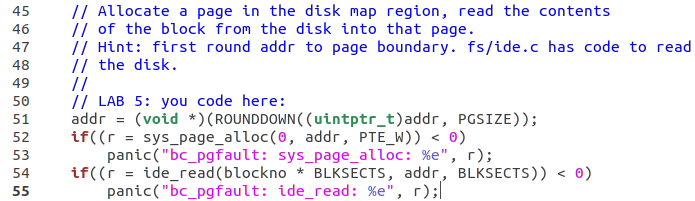 45 // Allocate a page in the disk map region, read the contents
46 // of the block from the disk into that page.
47 // Hint: first round addr to page boundary. fs/ide.c has code to read
48 // the disk.
49 //
50 // LAB 5: you code here:
51 addr = (void *)(ROUNDDOWN((uintptr_t)addr, PGSIZE));
52 if((r = sys_page_alloc(0, addr, PTE_W)) < 0)
53 panic("bc_pgfault: sys_page_alloc: %e", r);
54 if((r = ide_read(blockno * BLKSECTS, addr, BLKSECTS)) < 0)
55 panic("bc_pgfault: ide_read: %e", r);